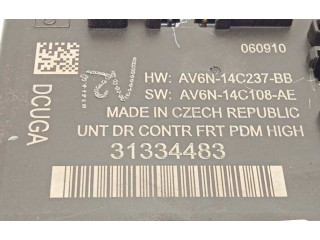 060910
HW: AV6N-14C237-BB
SW: AV6N-14C108-AE
MADE IN CZECH REPUBLIC
UNT DR CONTR FRT PDM HIGH
31334483
DCUGA